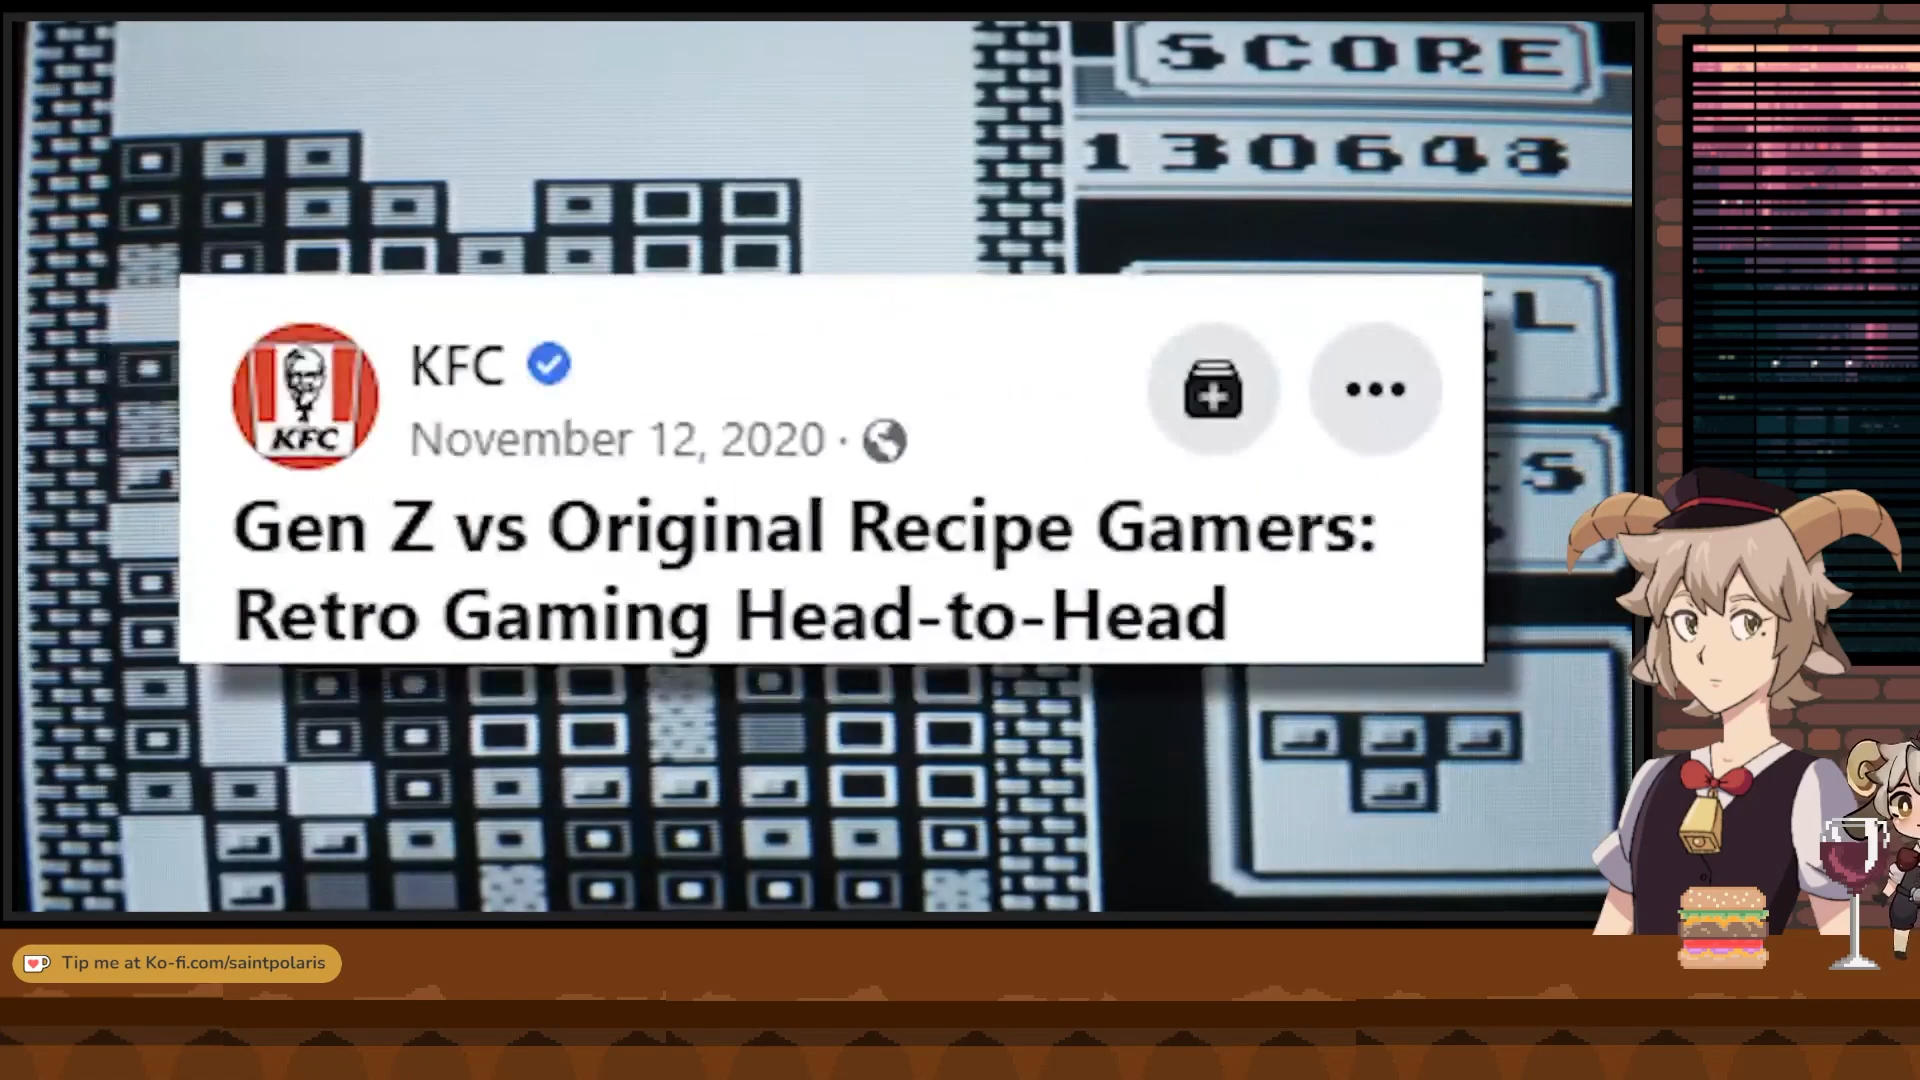 SCORE
130648
L
S
KFC
KFC
November 12, 2020 ·
Gen Z vs Original Recipe Gamers:
Retro Gaming Head-to-Head
Tip me at Ko-fi.com/saintpolaris